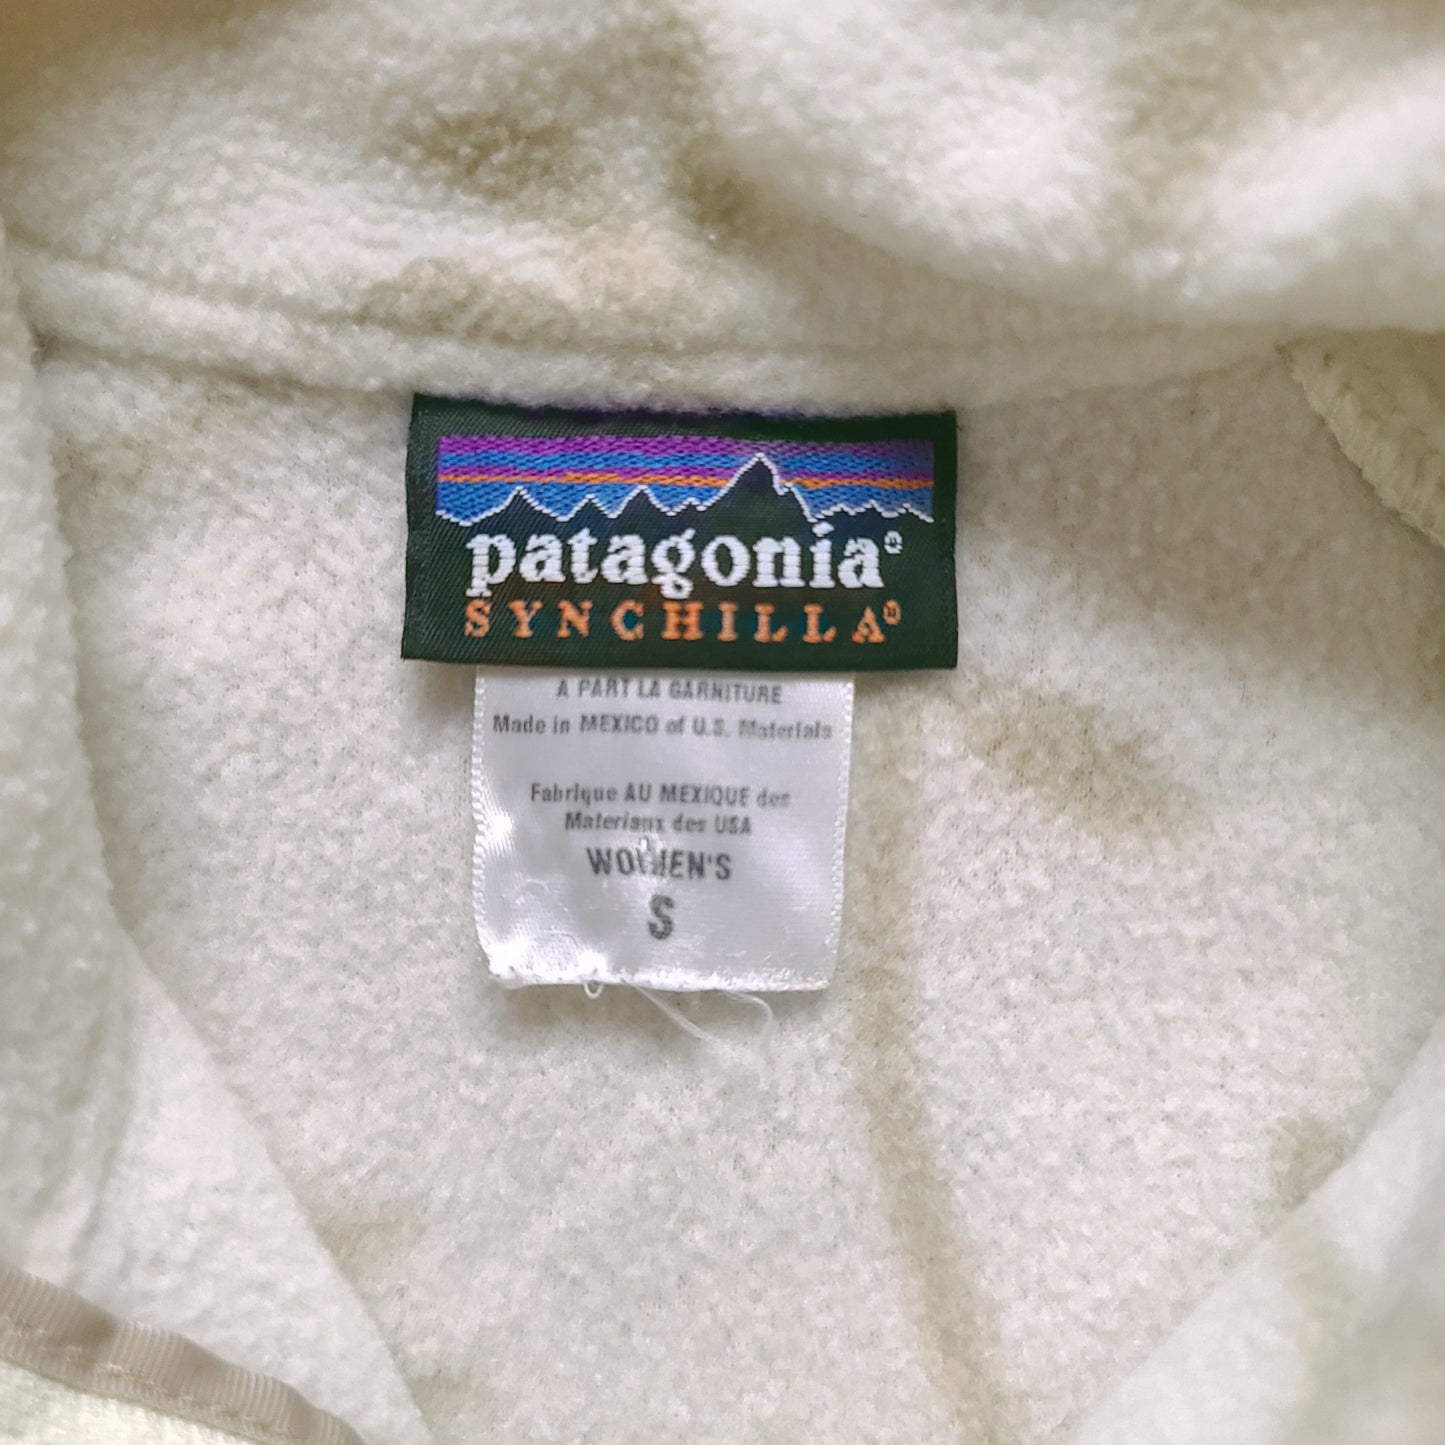 patagonia®
SYNCHILLA®
A PART LA GARNITURE
Made in MEXICO of U.S. Materials
Fabrique AU MEXIQUE des
Materiaux des USA
WOMEN'S
S